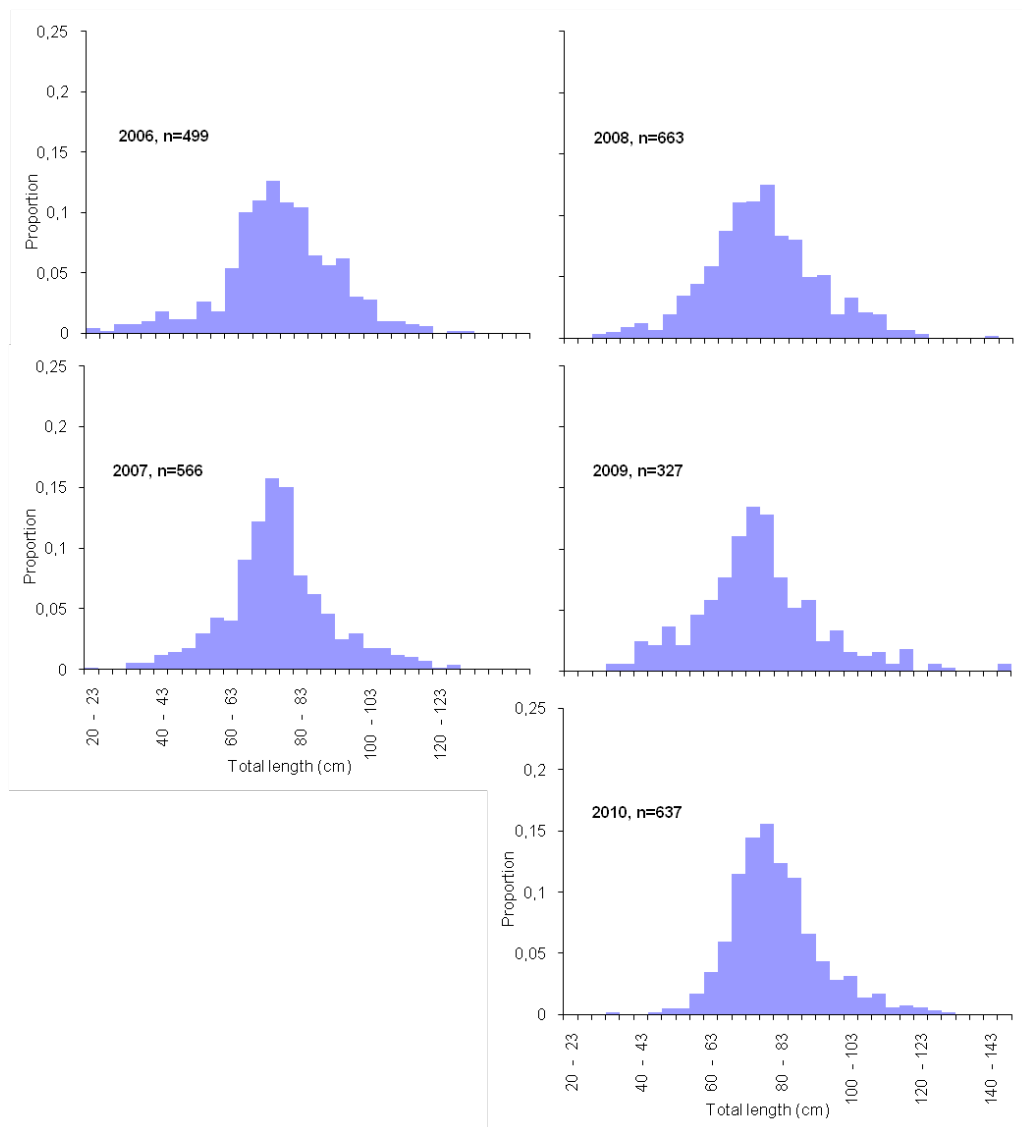 0,25
0,2
2006, n=499
0,15
0,1
0,05
0
Proportion
2008, n=663
0,25
0,2
2007, n=566
0,15
0,1
0,05
0
Proportion
20 - 23
40 - 43
60 - 63
80 - 83
100 - 103
120 - 123
Total length (cm)
2009, n=327
0,25
0,2
2010, n=637
0,15
0,1
0,05
0
Proportion
20 - 23
40 - 43
60 - 63
80 - 83
100 - 103
120 - 123
140 - 143
Total length (cm)